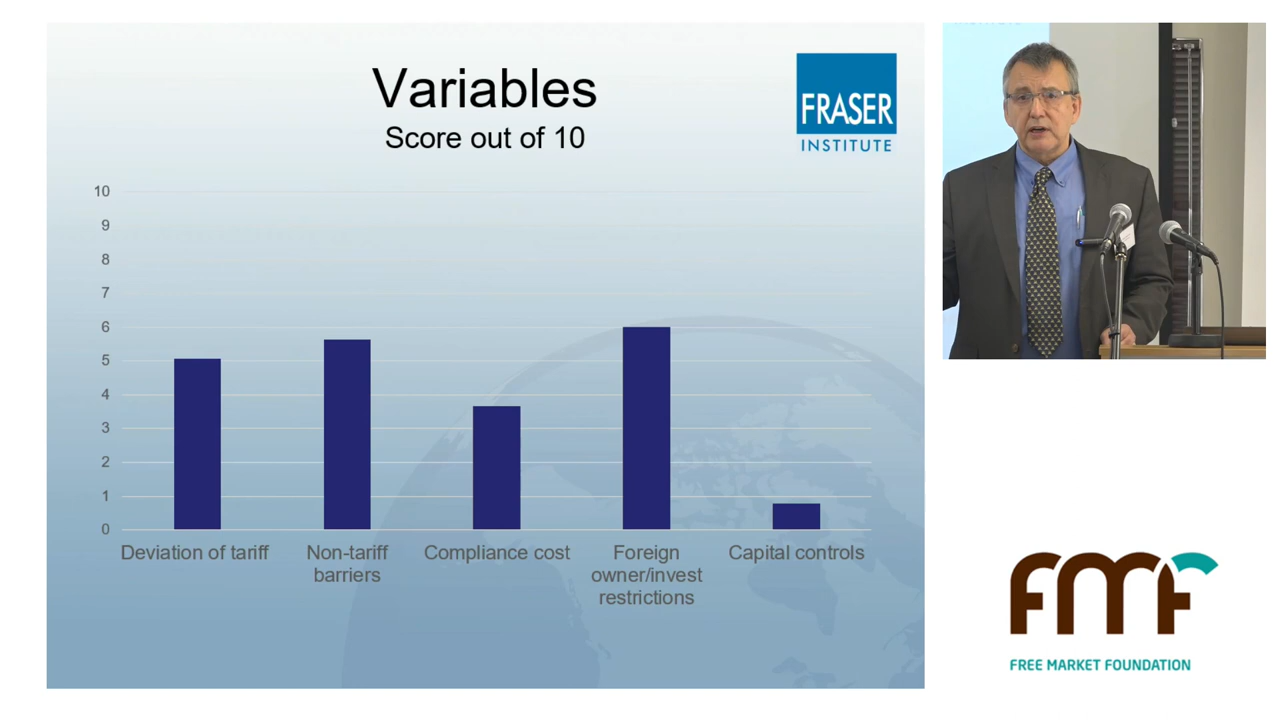 Variables
Score out of 10
FRASER
INSTITUTE
10
9
8
7
6
5
4
3
2
1
0
Deviation of tariff
Non-tariff
barriers
Compliance cost
Foreign
owner/invest
restrictions
Capital controls
fmf
FREE MARKET FOUNDATION